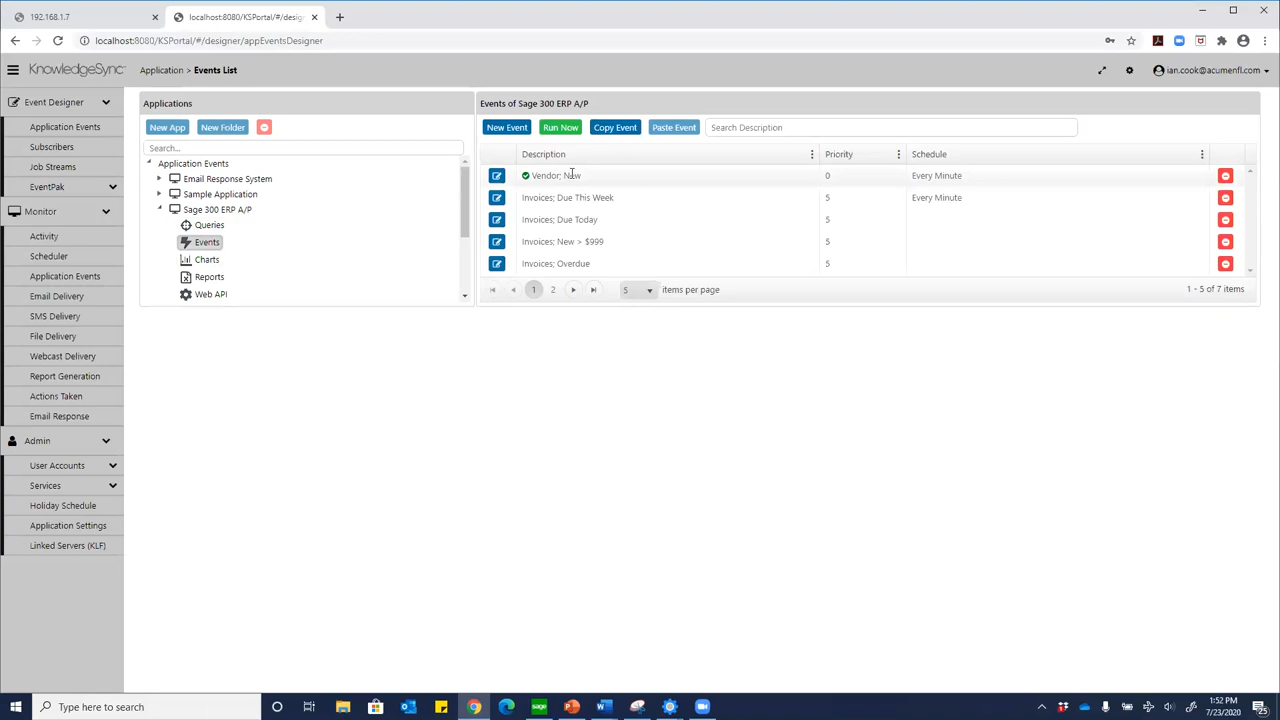 192.168.1.7
localhost:8080/KSPortal/#/desig
localhost:8080/KSPortal/#/designer/appEventsDesigner
KnowledgeSync
Application > Events List
ian.cook@acumenfl.com
Event Designer
Application Events
Subscribers
Job Streams
EventPak
Monitor
Activity
Scheduler
Application Events
Email Delivery
SMS Delivery
File Delivery
Webcast Delivery
Report Generation
Actions Taken
Email Response
Admin
User Accounts
Services
Holiday Schedule
Application Settings
Linked Servers (KLF)
Applications
New App
New Folder
Search...
Application Events
Email Response System
Sample Application
Sage 300 ERP A/P
Queries
Events
Charts
Reports
Web API
Events of Sage 300 ERP A/P
New Event
Run Now
Copy Event
Paste Event
Search Description
Description Priority Schedule
Vendor; New 0 Every Minute
Invoices; Due This Week 5 Every Minute
Invoices; Due Today 5
Invoices; New > $999 5
Invoices; Overdue 5
1 2 5 items per page 1 - 5 of 7 items
Type here to search
sage
1:52 PM
7/23/2020
25